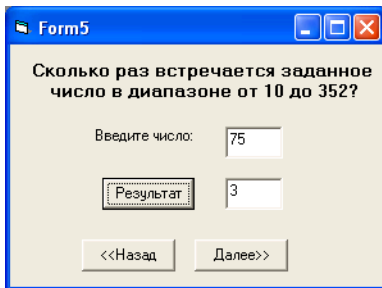 Form5
Сколько раз встречается заданное
число в диапазоне от 10 до 352?
Введите число: 75
Результат 3
<<Назад Далее>>